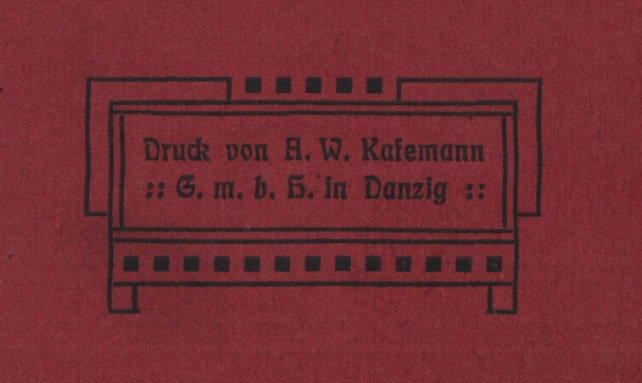 Druck von A. W. Kafemann
:: G. m. b. H. in Danzig ::